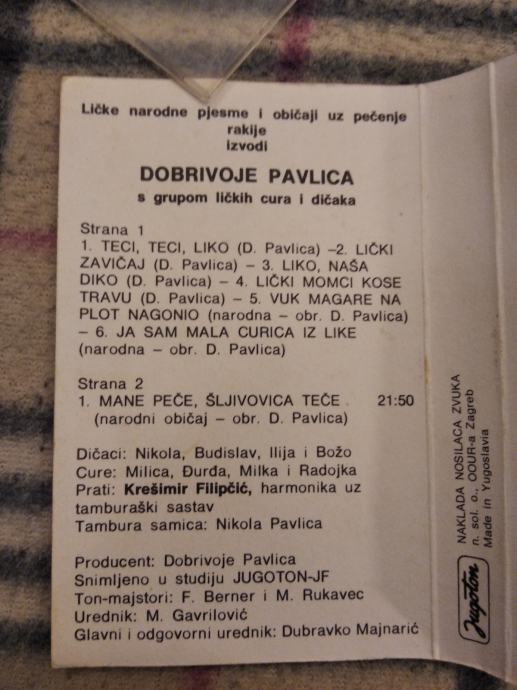 Ličke narodne pjesme i običaji uz pečenje
rakije
izvodi
DOBRIVOJE PAVLICA
s grupom ličkih cura i dičaka
Strana 1
1. TECI, TECI, LIKO (D. Pavlica) –2. LIČKI
ZAVIČAJ (D. Pavlica) – 3. LIKO, NAŠA
DIKO (D. Pavlica) – 4. LIČKI MOMCI KOSE
TRAVU (D. Pavlica) – 5. VUK MAGARE NA
PLOT NAGONIO (narodna – obr. D. Pavlica)
– 6. JA SAM MALA CURICA IZ LIKE
(narodna – obr. D. Pavlica)
Strana 2
1. MANE PEČE, ŠLJIVOVICA TEČE 21:50
(narodni običaj – obr. D. Pavlica)
Dičaci: Nikola, Budislav, Ilija i Božo
Cure: Milica, Đurđa, Milka i Radojka
Prati: Krešimir Filipčić, harmonika uz
tamburaški sastav
Tambura samica: Nikola Pavlica
Producent: Dobrivoje Pavlica
Snimljeno u studiju JUGOTON-JF
Ton-majstori: F. Berner i M. Rukavec
Urednik: M. Gavrilović
Glavni i odgovorni urednik: Dubravko Majnarić
Jugoton
NAKLADA NOSILACA ZVUKA
n. sol. o., OOUR-a Zagreb
Made in Yugoslavia